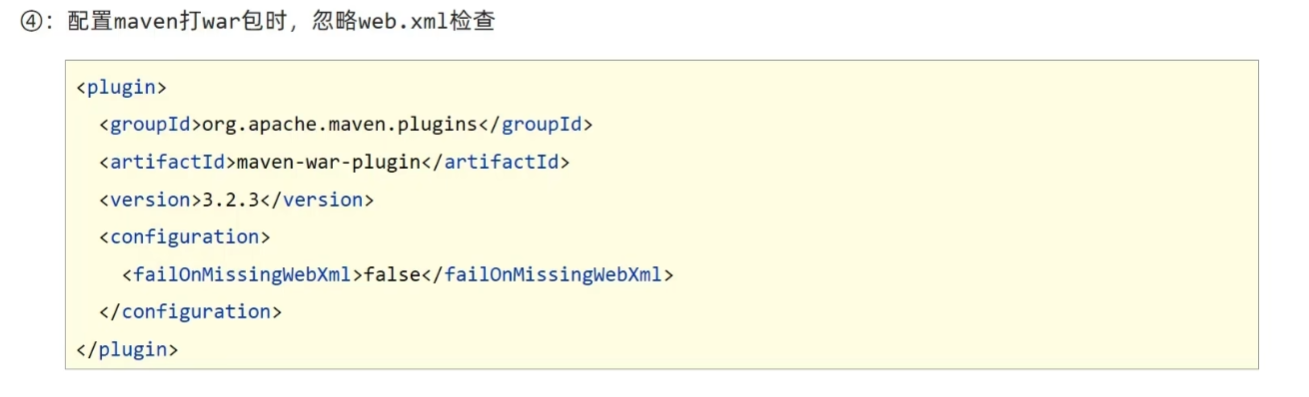 ④：配置maven打war包时，忽略web.xml检查
<plugin>
  <groupId>org.apache.maven.plugins</groupId>
  <artifactId>maven-war-plugin</artifactId>
  <version>3.2.3</version>
  <configuration>
    <failOnMissingWebXml>false</failOnMissingWebXml>
  </configuration>
</plugin>